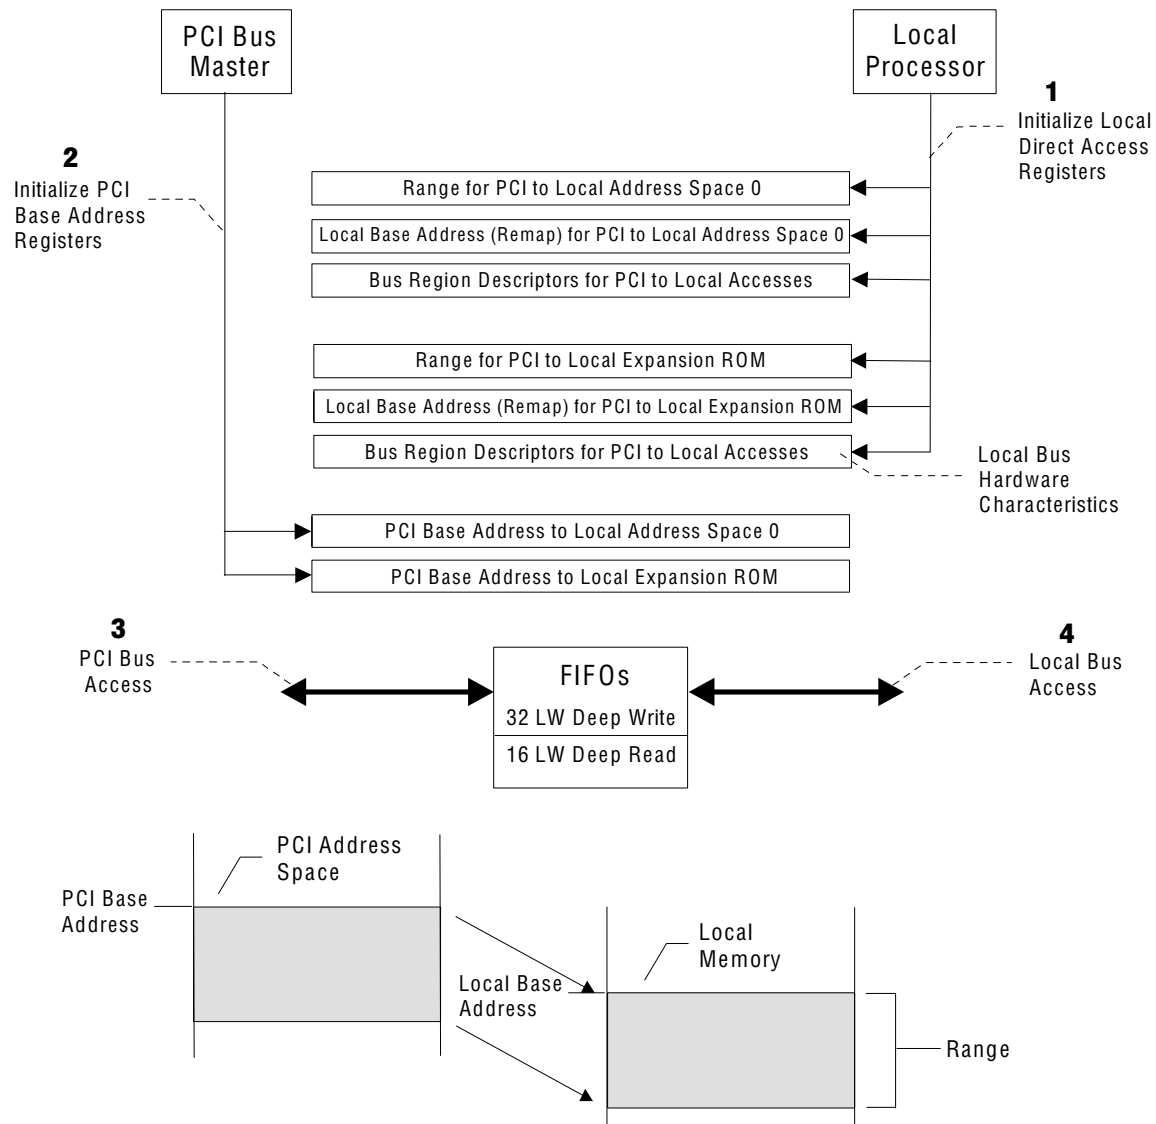 PCI Bus
Master
Local
Processor
1
Initialize Local
Direct Access
Registers
2
Initialize PCI
Base Address
Registers
Range for PCI to Local Address Space 0
Local Base Address (Remap) for PCI to Local Address Space 0
Bus Region Descriptors for PCI to Local Accesses
Range for PCI to Local Expansion ROM
Local Base Address (Remap) for PCI to Local Expansion ROM
Bus Region Descriptors for PCI to Local Accesses
Local Bus
Hardware
Characteristics
PCI Base Address to Local Address Space 0
PCI Base Address to Local Expansion ROM
3
PCI Bus
Access
FIFOs
32 LW Deep Write
16 LW Deep Read
4
Local Bus
Access
PCI Address
Space
PCI Base
Address
Local
Memory
Local Base
Address
Range